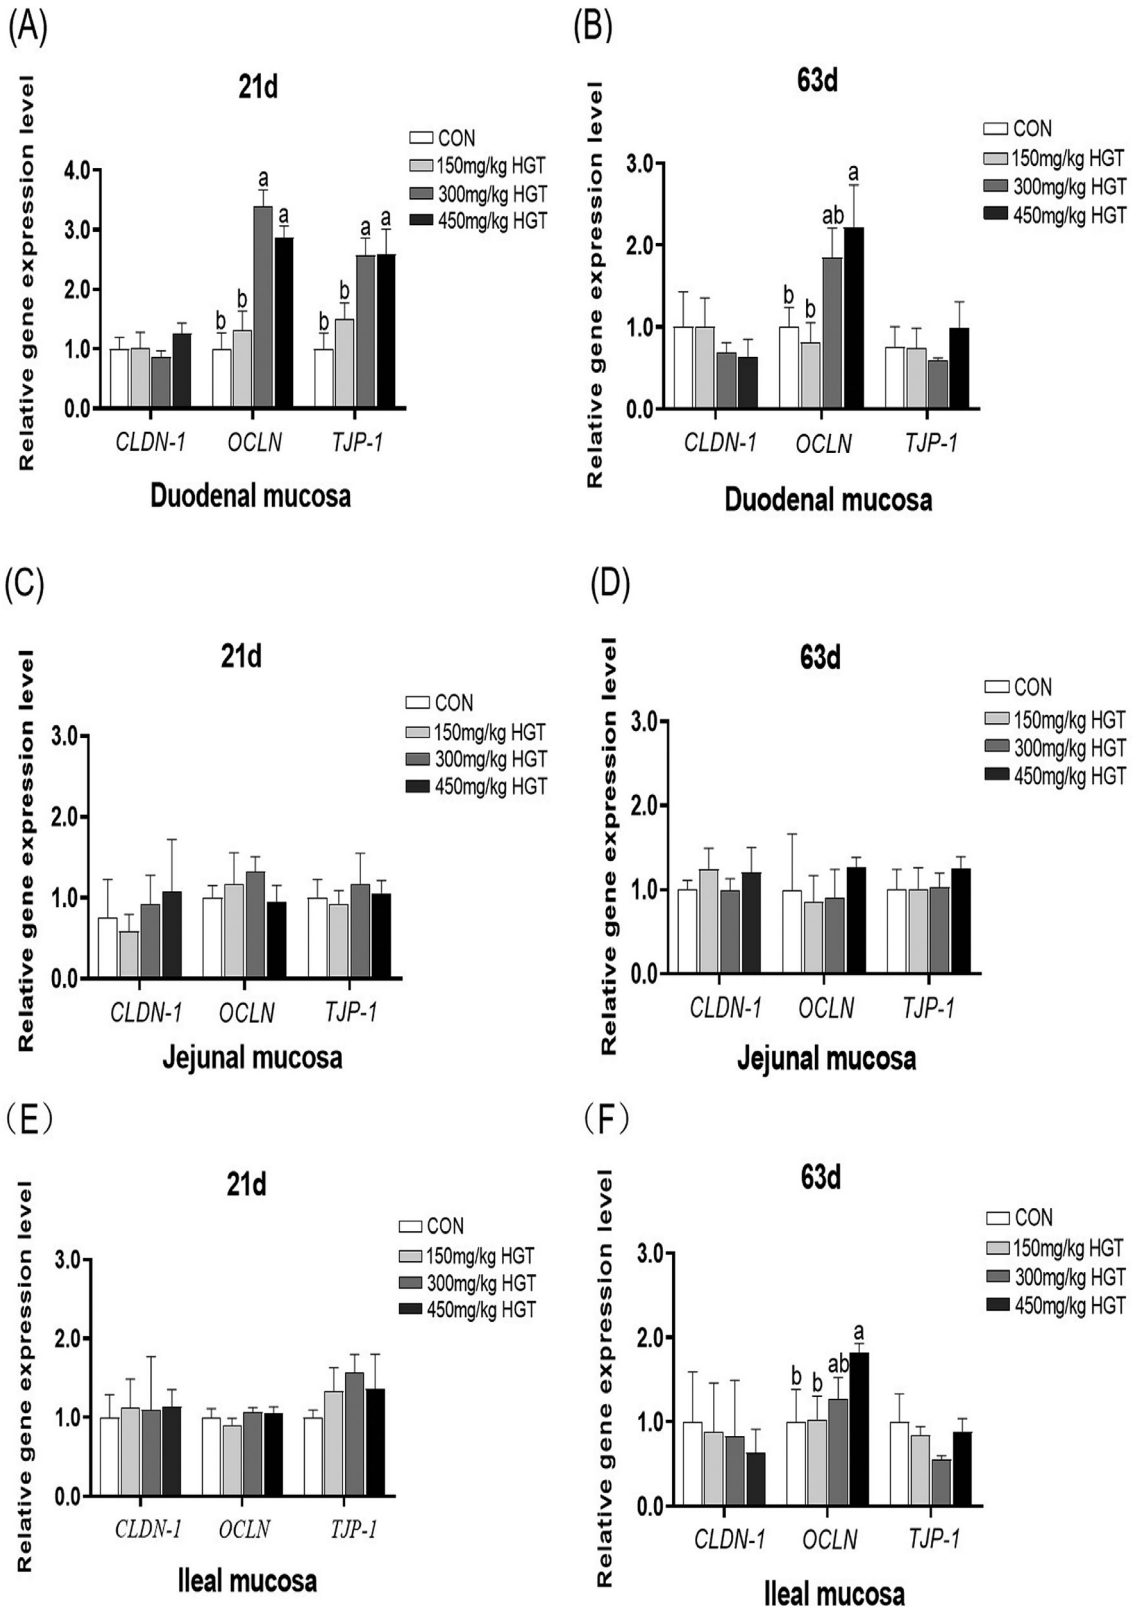 (A)
21d
Relative gene expression level
CON
150mg/kg HGT
300mg/kg HGT
450mg/kg HGT
4.0
3.0
2.0
1.0
0.0
b b a a
b b a a
CLDN-1 OCLN TJP-1
Duodenal mucosa
(B)
63d
Relative gene expression level
CON
150mg/kg HGT
300mg/kg HGT
450mg/kg HGT
3.0
2.0
1.0
0.0
b b ab a
CLDN-1 OCLN TJP-1
Duodenal mucosa
(C)
21d
Relative gene expression level
CON
150mg/kg HGT
300mg/kg HGT
450mg/kg HGT
3.0
2.0
1.0
0.0
CLDN-1 OCLN TJP-1
Jejunal mucosa
(D)
63d
Relative gene expression level
CON
150mg/kg HGT
300mg/kg HGT
450mg/kg HGT
3.0
2.0
1.0
0.0
CLDN-1 OCLN TJP-1
Jejunal mucosa
(E)
21d
Relative gene expression level
CON
150mg/kg HGT
300mg/kg HGT
450mg/kg HGT
3.0
2.0
1.0
0.0
CLDN-1 OCLN TJP-1
Ileal mucosa
(F)
63d
Relative gene expression level
CON
150mg/kg HGT
300mg/kg HGT
450mg/kg HGT
3.0
2.0
1.0
0.0
b b ab a
CLDN-1 OCLN TJP-1
Ileal mucosa